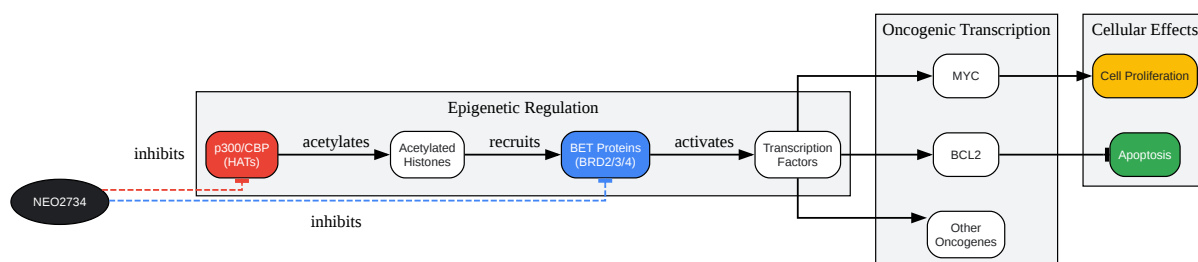 Oncogenic Transcription
Cellular Effects
MYC
Cell Proliferation
Epigenetic Regulation
inhibits
p300/CBP
(HATs)
acetylates
Acetylated
Histones
recruits
BET Proteins
(BRD2/3/4)
activates
Transcription
Factors
BCL2
Apoptosis
NEO2734
inhibits
Other
Oncogenes